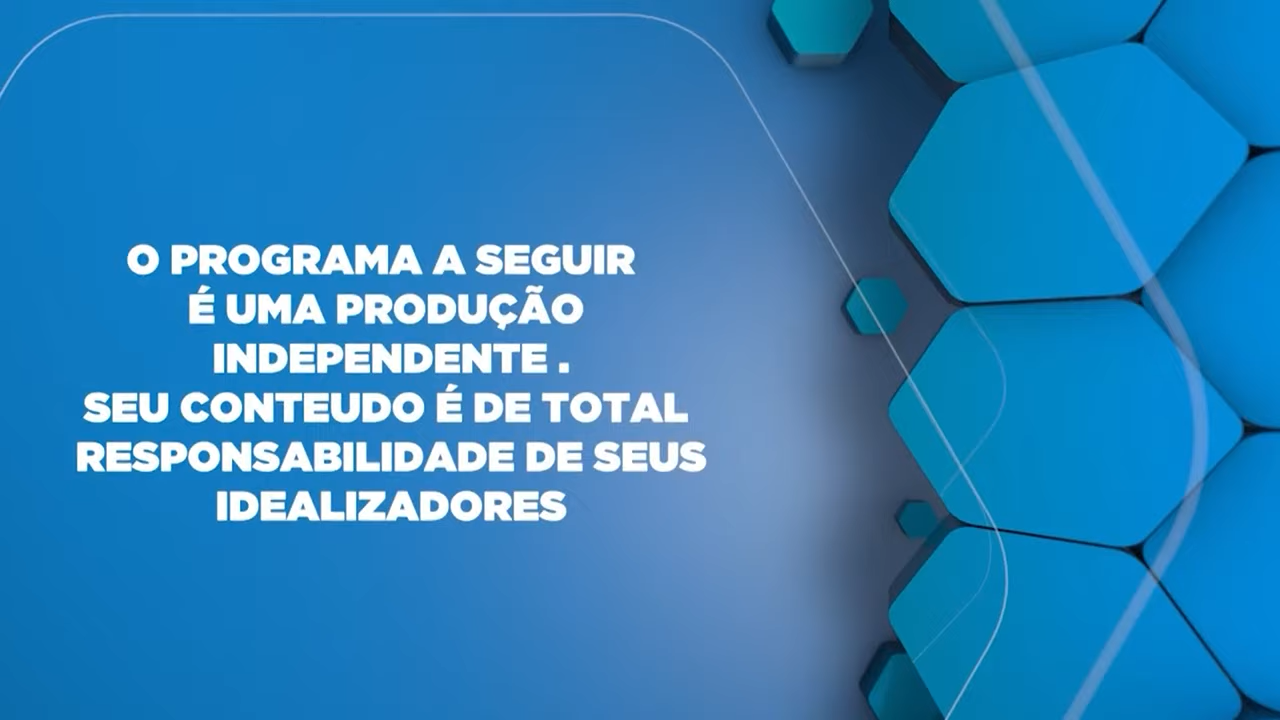 O PROGRAMA A SEGUIR
É UMA PRODUÇÃO
INDEPENDENTE .
SEU CONTEUDO É DE TOTAL
RESPONSABILIDADE DE SEUS
IDEALIZADORES